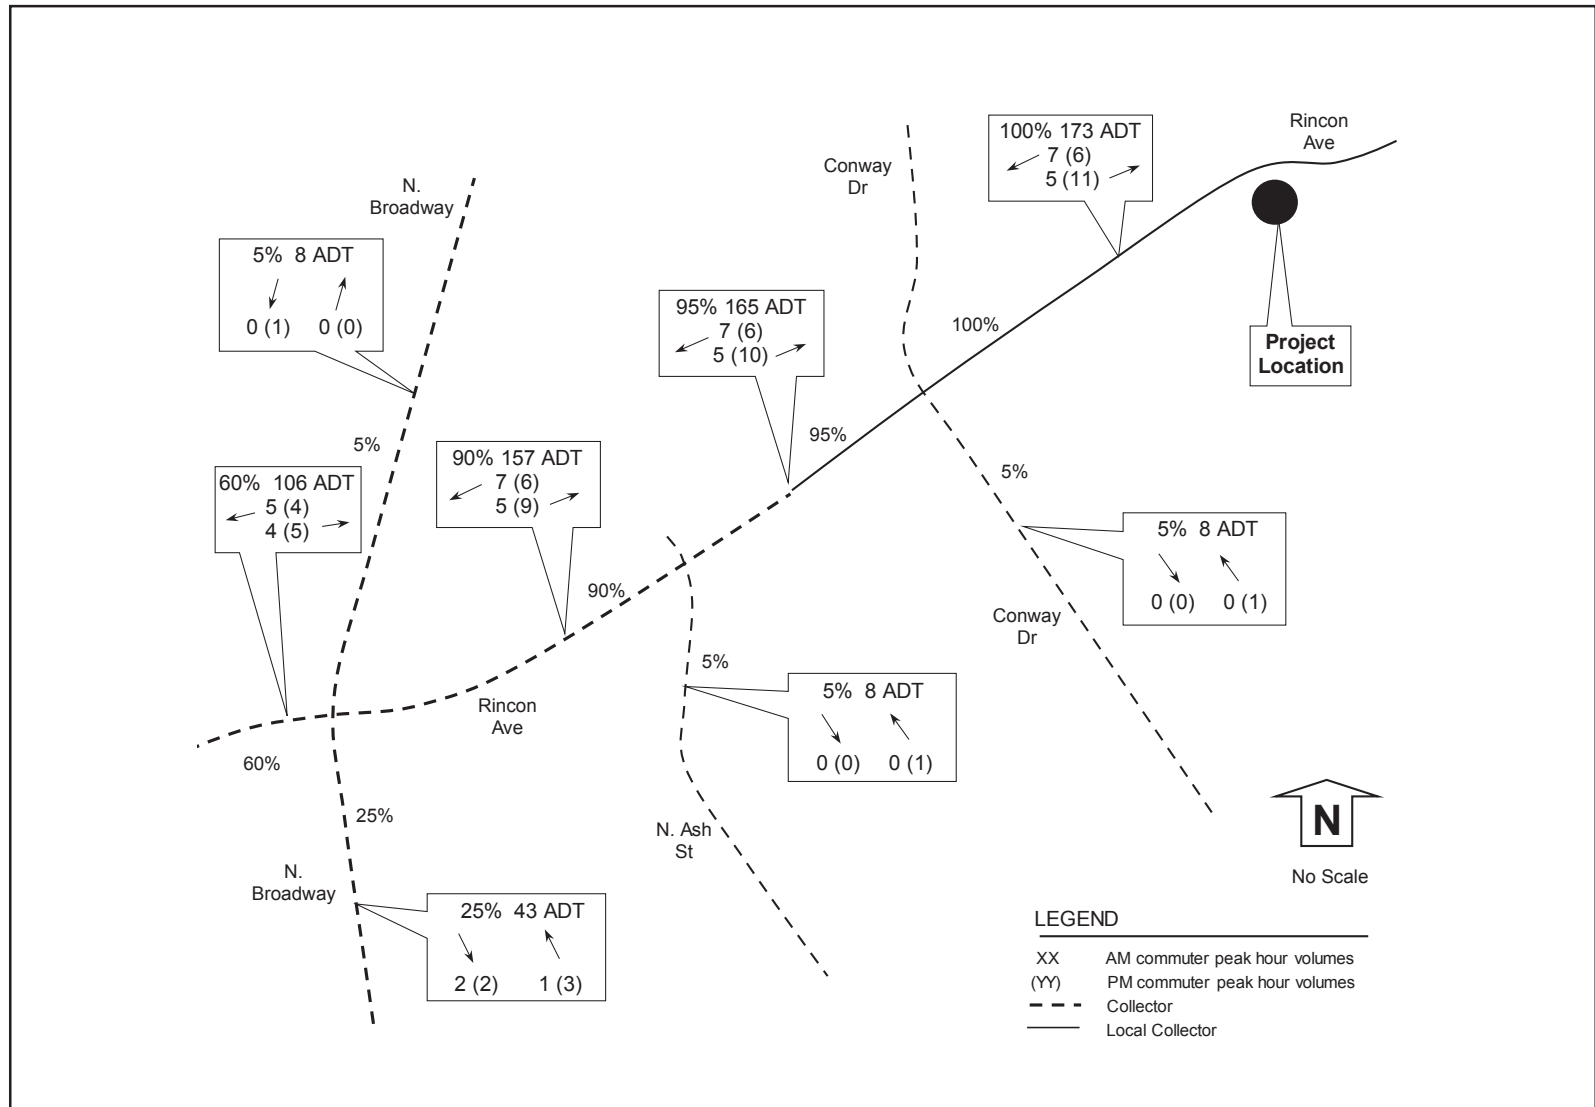 Rincon
Ave
100% 173 ADT
7 (6)
5 (11)
Conway
Dr
N.
Broadway
5% 8 ADT
0 (1) 0 (0)
95% 165 ADT
7 (6)
5 (10)
100%
Project
Location
5%
95%
90% 157 ADT
7 (6)
5 (9)
60% 106 ADT
5 (4)
4 (5)
5%
5% 8 ADT
0 (0) 0 (1)
90%
Conway
Dr
5%
5% 8 ADT
0 (0) 0 (1)
Rincon
Ave
60%
25%
N. Ash
St
N
No Scale
N.
Broadway
25% 43 ADT
2 (2) 1 (3)
LEGEND
XX AM commuter peak hour volumes
(YY) PM commuter peak hour volumes
Collector
Local Collector